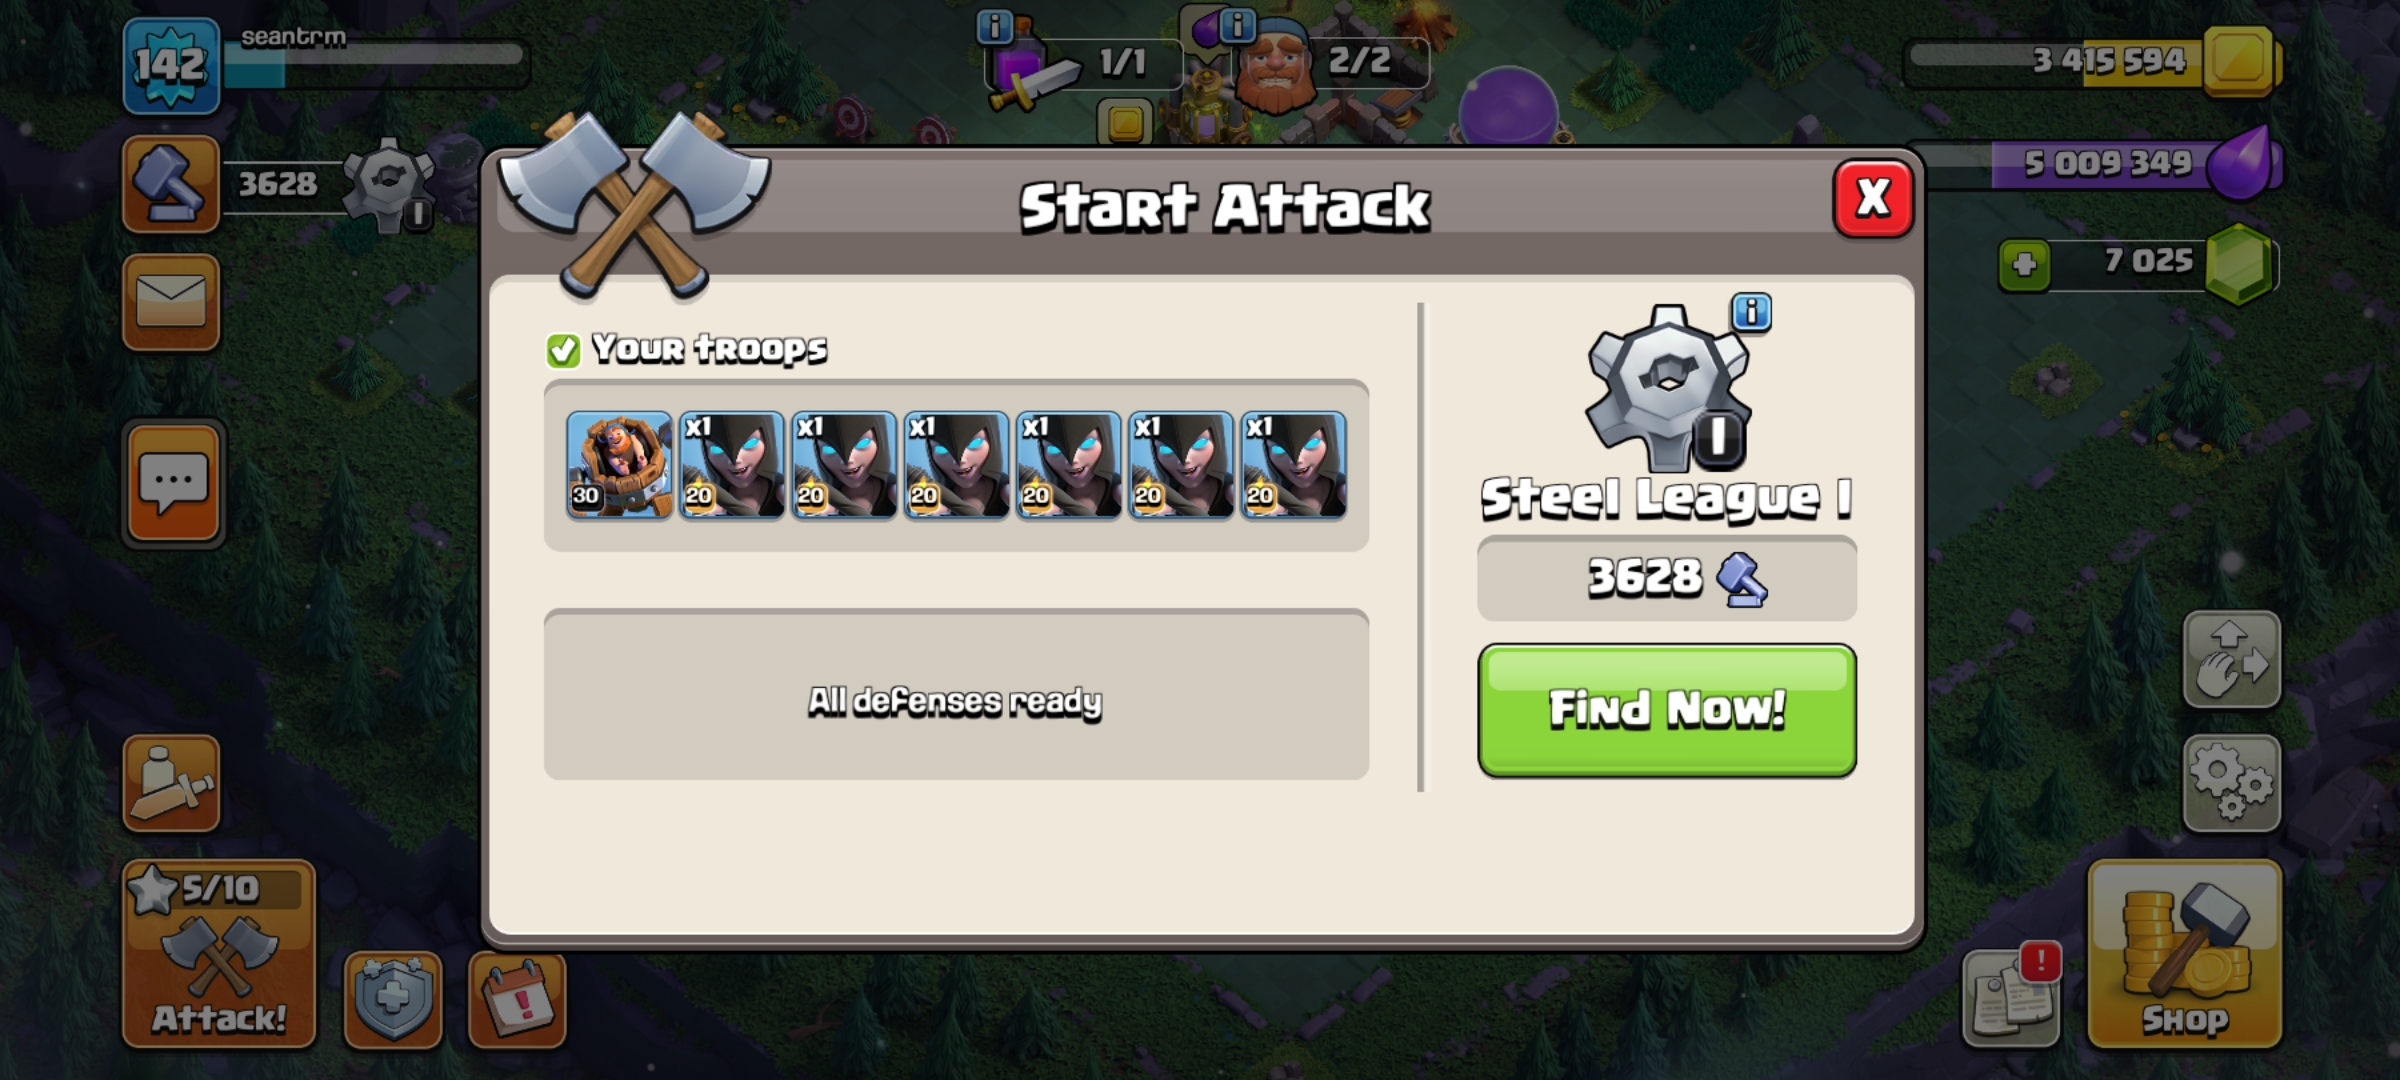 142
seantrm
1/1
2/2
3 415 594
3628
I
5 009 349
7 025
Start Attack
X
Your troops
30
x1
20
x1
20
x1
20
x1
20
x1
20
x1
20
All defenses ready
I
Steel League I
3628
Find Now!
5/10
Attack!
!
Shop